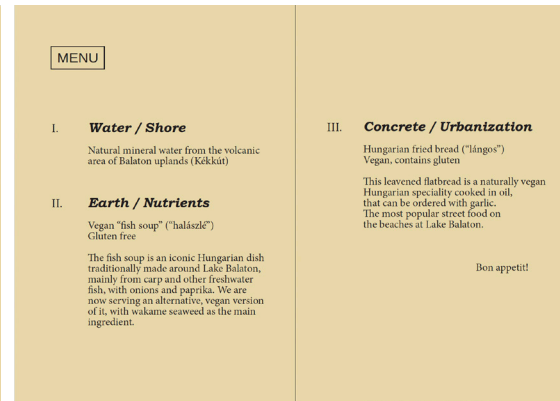 MENU
I. Water / Shore
Natural mineral water from the volcanic
area of Balaton uplands (Kékkút)
II. Earth / Nutrients
Vegan "fish soup" ("halászlé")
Gluten free
The fish soup is an iconic Hungarian dish
traditionally made around Lake Balaton,
mainly from carp and other freshwater
fish, with onions and paprika. We are
now serving an alternative, vegan version
of it, with wakame seaweed as the main
ingredient.
III. Concrete / Urbanization
Hungarian fried bread ("lángos")
Vegan, contains gluten
This leavened flatbread is a naturally vegan
Hungarian speciality cooked in oil,
that can be ordered with garlic.
The most popular street food on
the beaches at Lake Balaton.
Bon appetit!